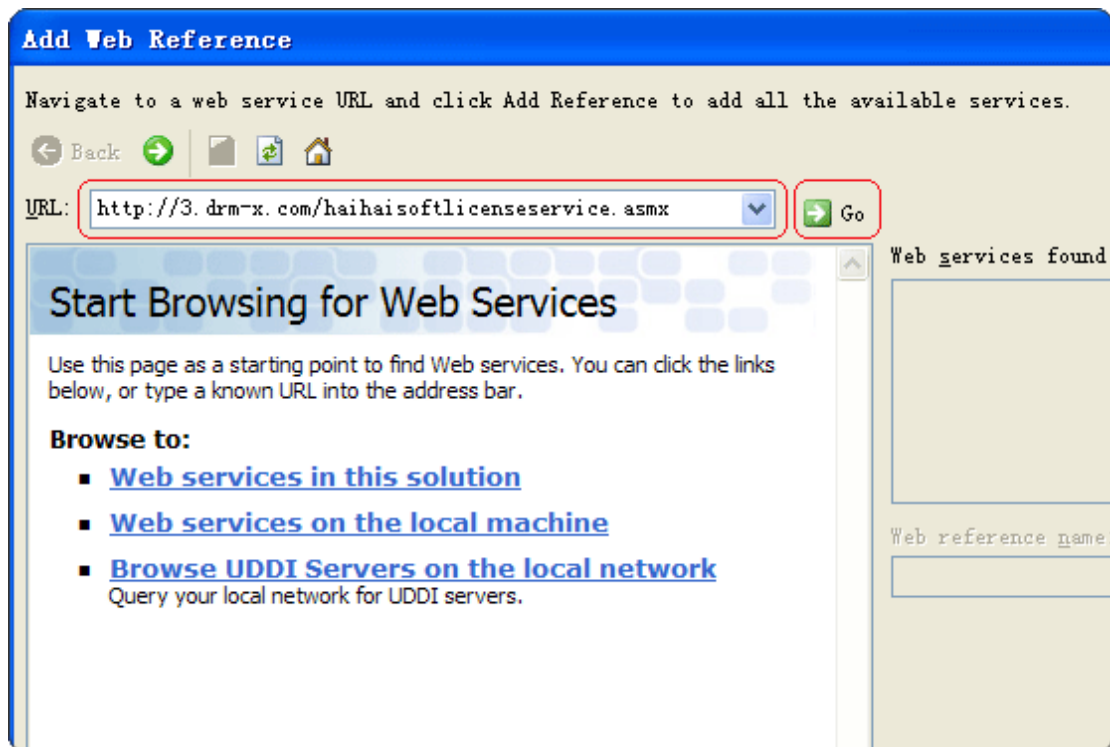 Add Web Reference
Navigate to a web service URL and click Add Reference to add all the available services.
Back
URL: http://3.drm-x.com/haihaisoftlicenseservice.asmx Go
Start Browsing for Web Services
Use this page as a starting point to find Web services. You can click the links
below, or type a known URL into the address bar.
Browse to:
Web services in this solution
Web services on the local machine
Browse UDDI Servers on the local network
Query your local network for UDDI servers.
Web services found
Web reference name